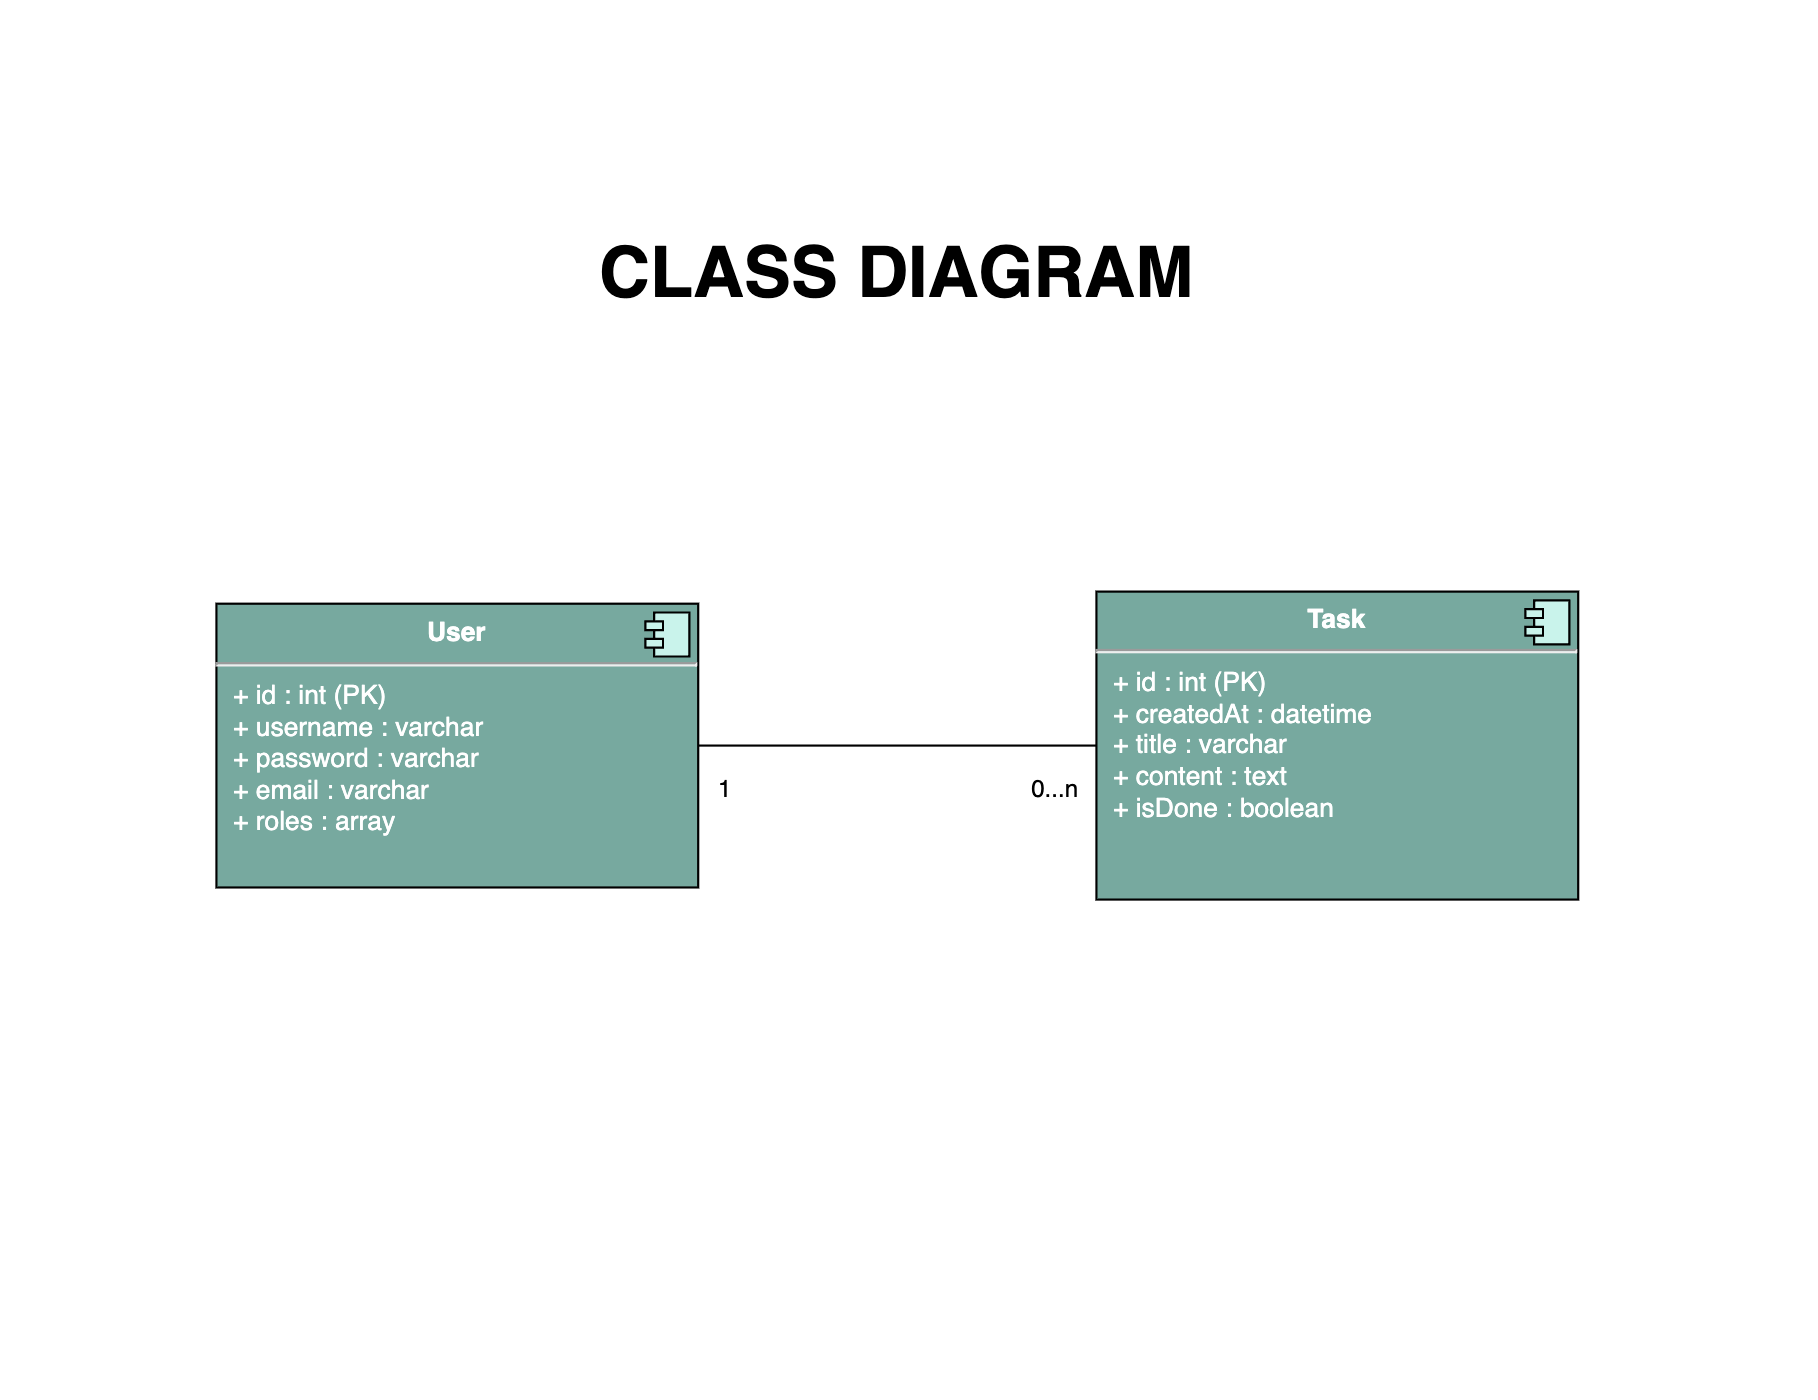 CLASS DIAGRAM
User
+ id : int (PK)
+ username : varchar
+ password : varchar
+ email : varchar
+ roles : array
1
0...n
Task
+ id : int (PK)
+ createdAt : datetime
+ title : varchar
+ content : text
+ isDone : boolean